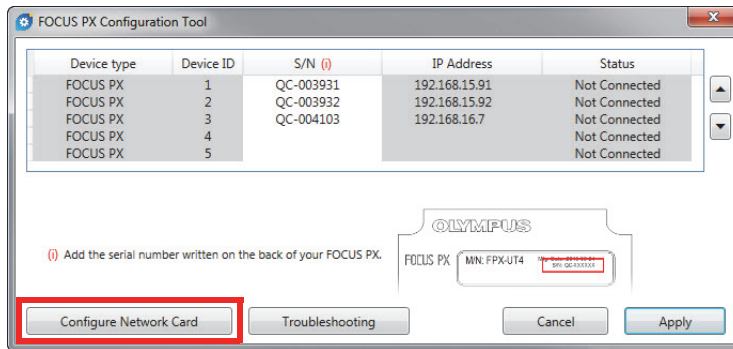 FOCUS PX Configuration Tool
Device type Device ID S/N (i) IP Address Status
FOCUS PX 1 QC-003931 192.168.15.91 Not Connected
FOCUS PX 2 QC-003932 192.168.15.92 Not Connected
FOCUS PX 3 QC-004103 192.168.16.7 Not Connected
FOCUS PX 4 Not Connected
FOCUS PX 5 Not Connected
OLYMPUS
(i) Add the serial number written on the back of your FOCUS PX.
FOCUS PX M/N: FPX-UT4
S/N: QC-XXXXXX
Configure Network Card Troubleshooting Cancel Apply